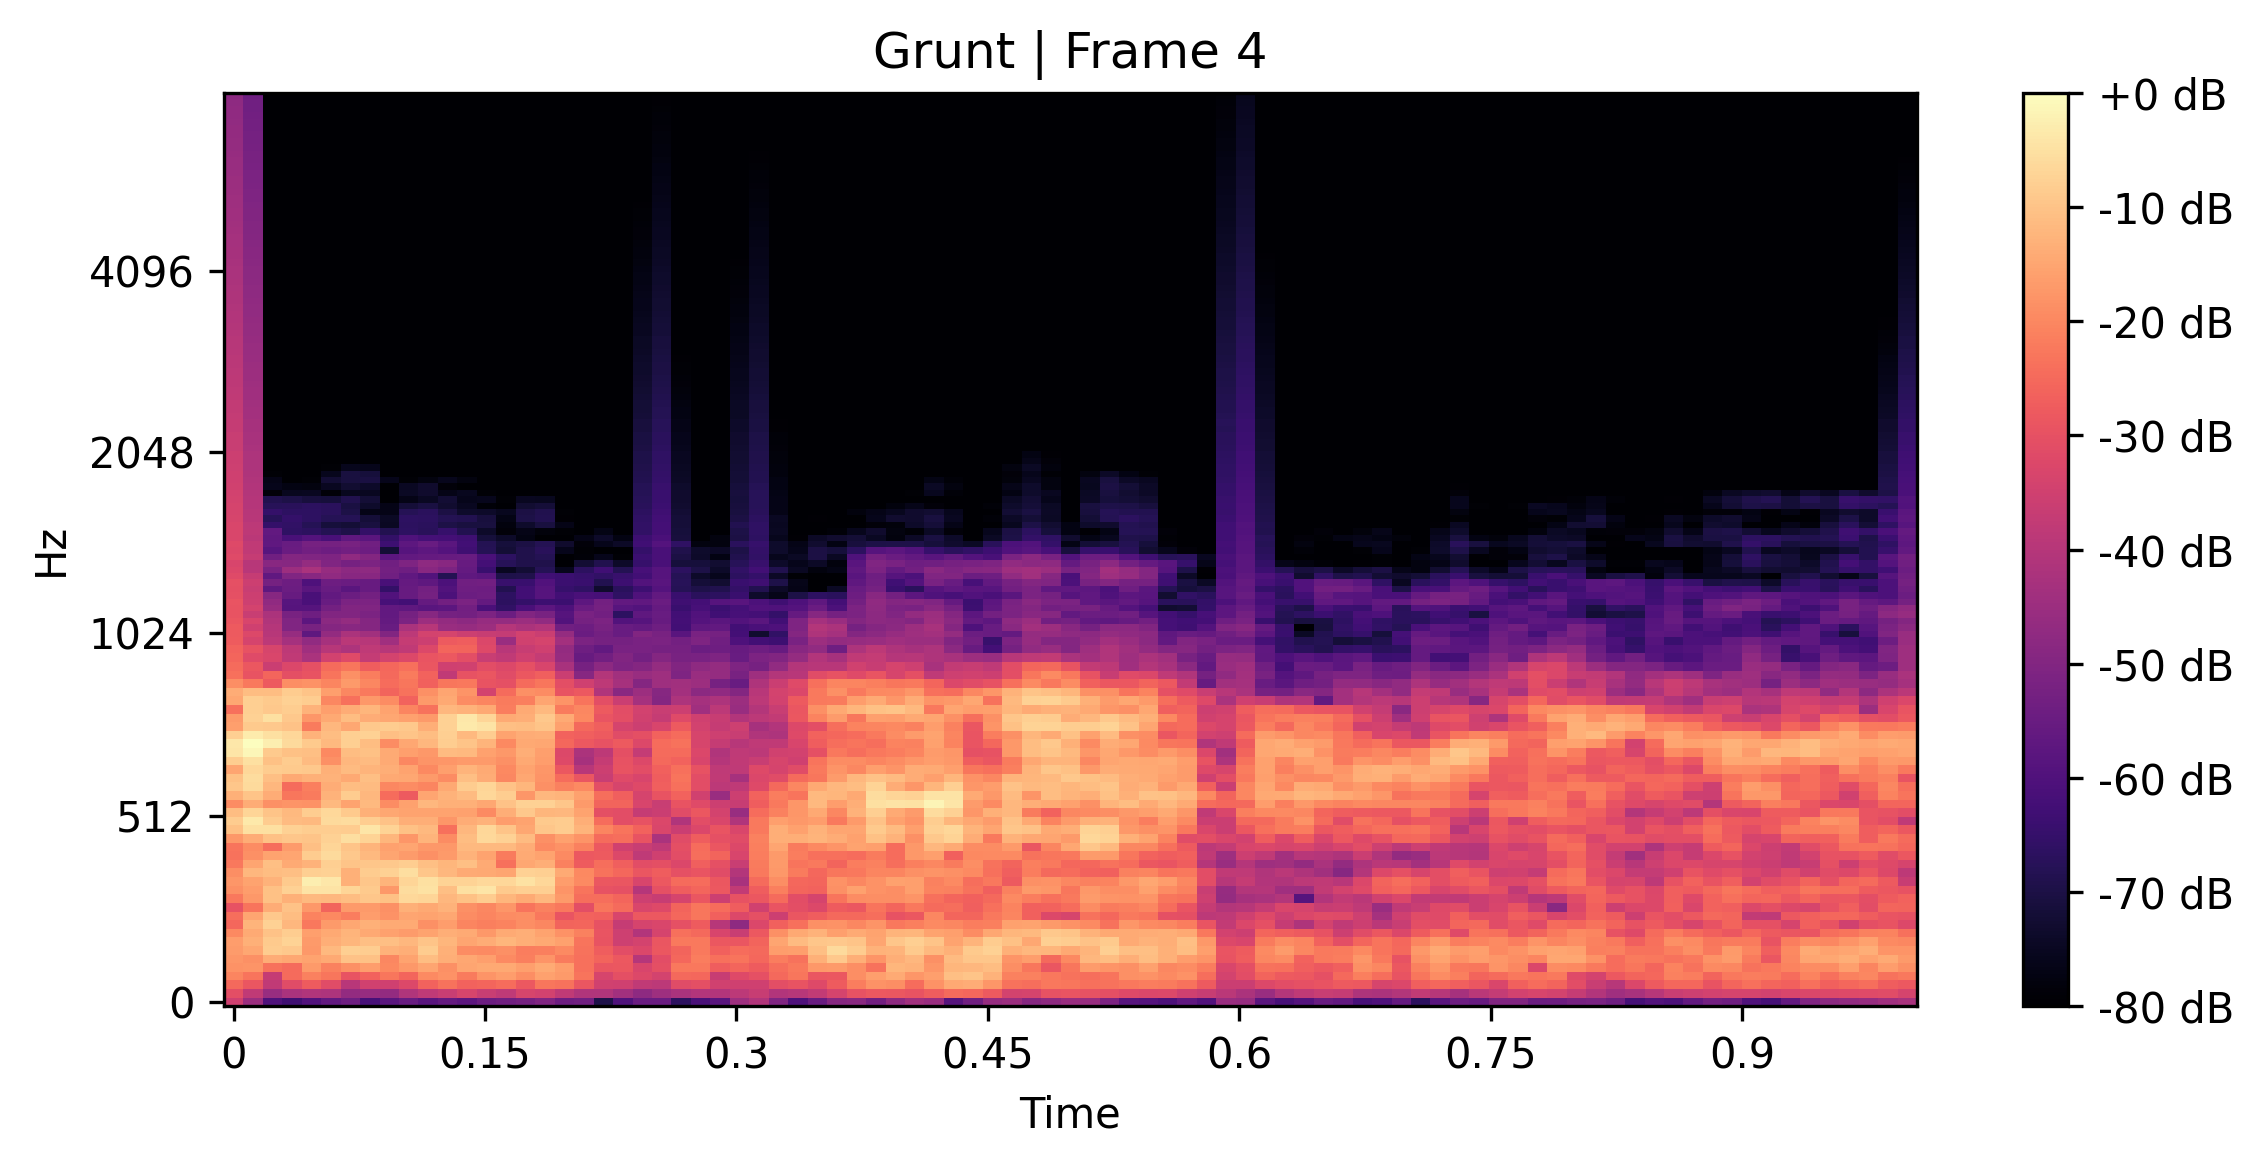 Grunt | Frame 4
+0 dB
-10 dB
-20 dB
-30 dB
-40 dB
-50 dB
-60 dB
-70 dB
-80 dB
Hz
4096
2048
1024
512
0
0 0.15 0.3 0.45 0.6 0.75 0.9
Time